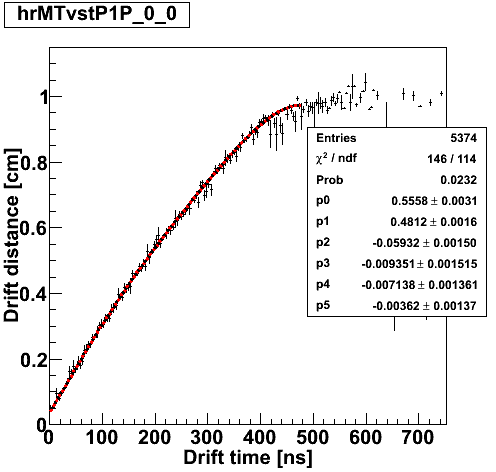 hrMTvstP1P_0_0
Drift distance [cm]
1
0.8
0.6
0.4
0.2
0
Entries 5374
χ² / ndf 146 / 114
Prob 0.0232
p0 0.5558 ± 0.0031
p1 0.4812 ± 0.0016
p2 -0.05932 ± 0.00150
p3 -0.009351 ± 0.001515
p4 -0.007138 ± 0.001361
p5 -0.00362 ± 0.00137
0 100 200 300 400 500 600 700
Drift time [ns]